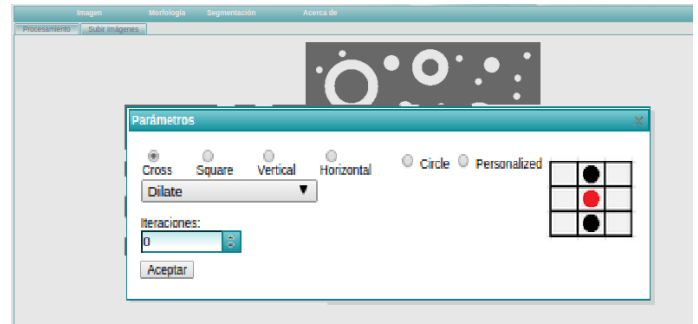 Imagen Morfología Segmentación Acerca de
Procesamiento Subir Imágenes
Parámetros
Cross Square Vertical Horizontal Circle Personalized
Dilate
Iteraciones:
0
Aceptar